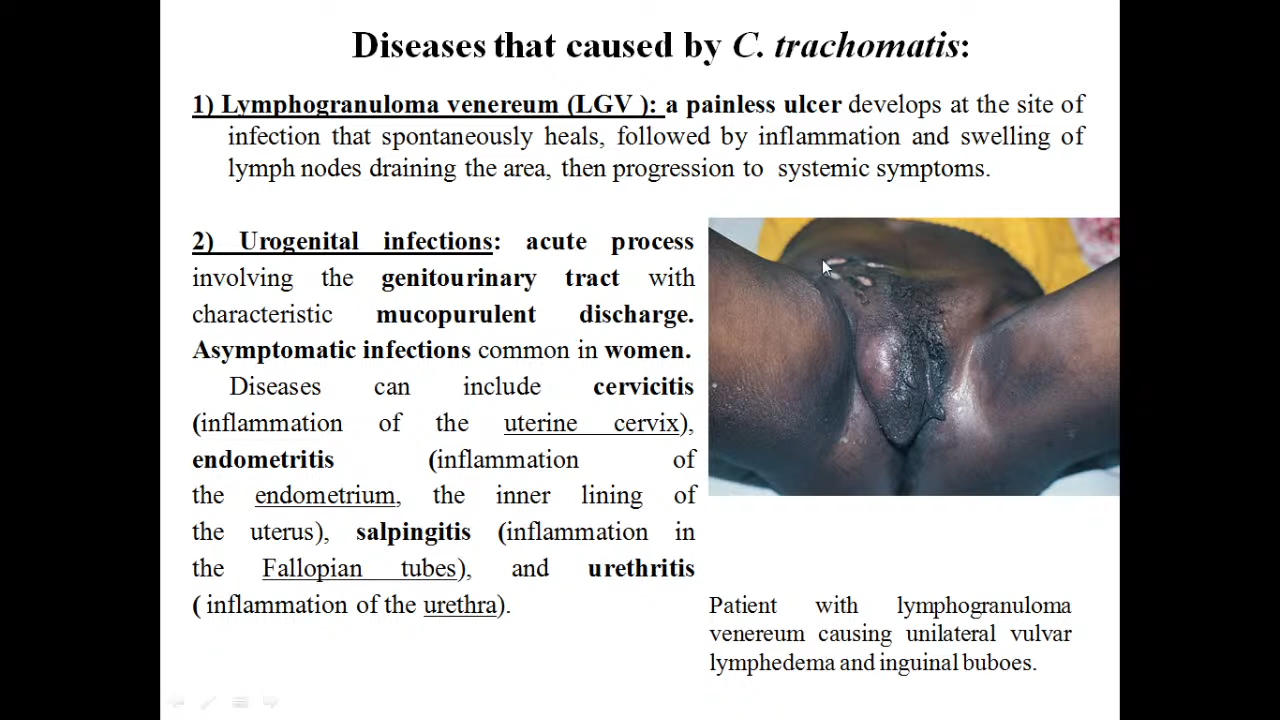 Diseases that caused by C. trachomatis:
1) Lymphogranuloma venereum (LGV ): a painless ulcer develops at the site of
infection that spontaneously heals, followed by inflammation and swelling of
lymph nodes draining the area, then progression to systemic symptoms.
2) Urogenital infections: acute process
involving the genitourinary tract with
characteristic mucopurulent discharge.
Asymptomatic infections common in women.
Diseases can include cervicitis
(inflammation of the uterine cervix),
endometritis (inflammation of
the endometrium, the inner lining of
the uterus), salpingitis (inflammation in
the Fallopian tubes), and urethritis
( inflammation of the urethra).
Patient with lymphogranuloma
venereum causing unilateral vulvar
lymphedema and inguinal buboes.